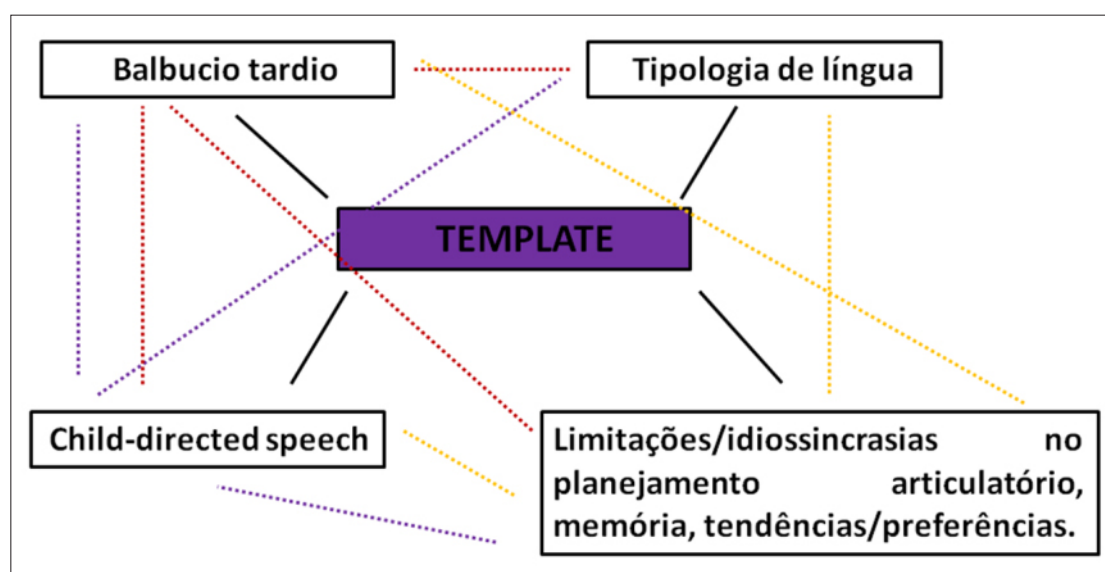 Balbucio tardio
Tipologia de língua
TEMPLATE
Child-directed speech
Limitações/idiossincrasias no
planejamento articulatório,
memória, tendências/preferências.